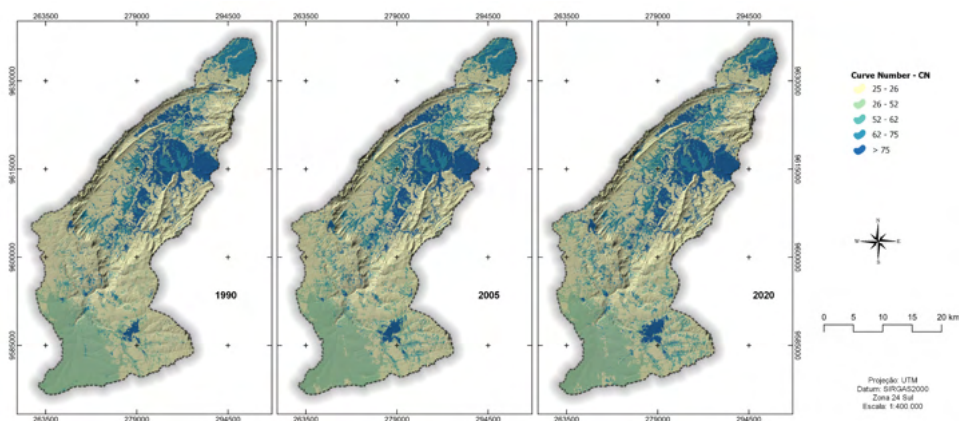 263500 279000 294500 263500 279000 294500 263500 279000 294500
9630000 9630000
Curve Number - CN
25 - 26
26 - 52
52 - 62
62 - 75
> 75
9615000 9615000
N
W E
S
9600000 9600000
1990 2005 2020
0 5 10 15 20 km
9585000 9585000
Projeção: UTM
Datum: SIRGAS2000
Zona 24 Sul
Escala: 1:400.000
263500 279000 294500 263500 279000 294500 263500 279000 294500